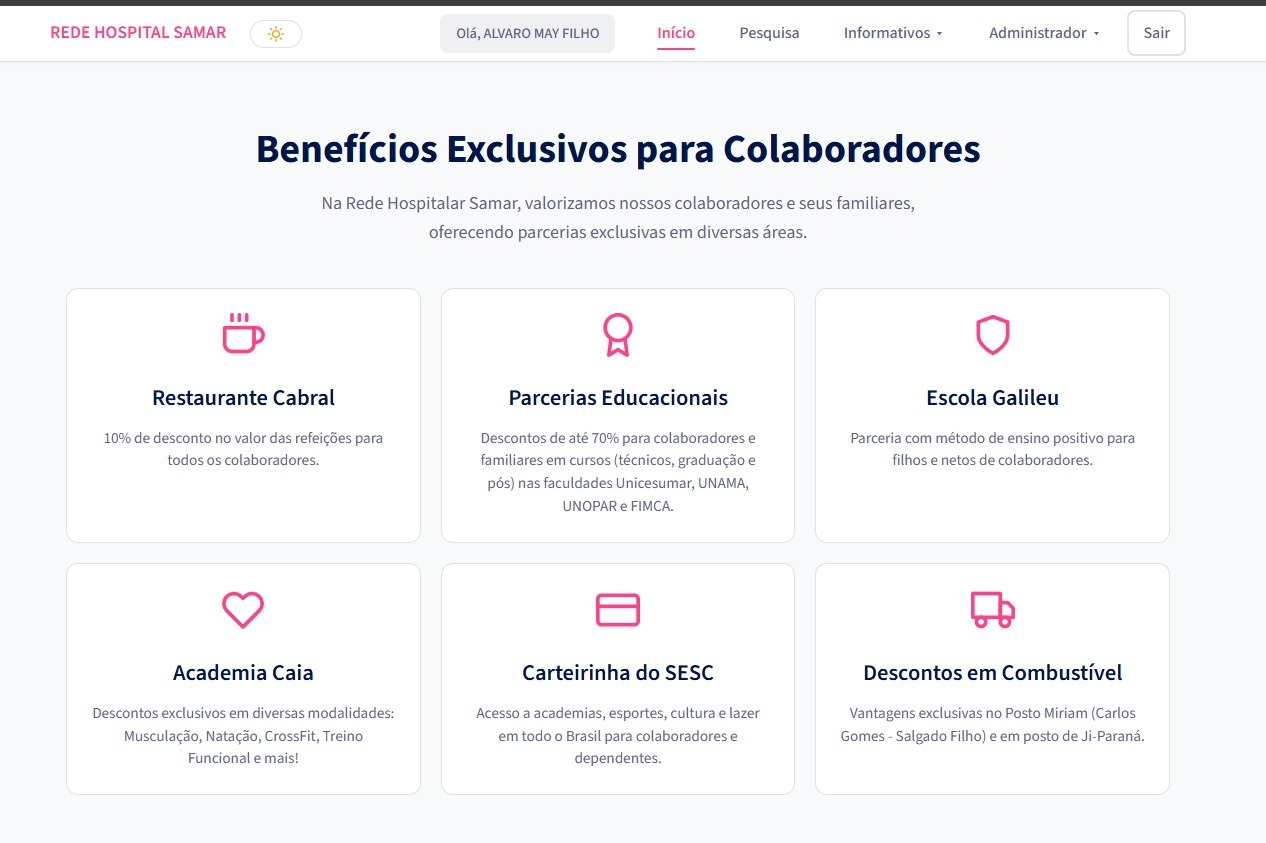 REDE HOSPITAL SAMAR
Olá, ALVARO MAY FILHO
Início
Pesquisa
Informativos
Administrador
Sair
Benefícios Exclusivos para Colaboradores
Na Rede Hospitalar Samar, valorizamos nossos colaboradores e seus familiares,
oferecendo parcerias exclusivas em diversas áreas.
Restaurante Cabral
10% de desconto no valor das refeições para
todos os colaboradores.
Parcerias Educacionais
Descontos de até 70% para colaboradores e
familiares em cursos (técnicos, graduação e
pós) nas faculdades Unicesumar, UNAMA,
UNOPAR e FIMCA.
Escola Galileu
Parceria com método de ensino positivo para
filhos e netos de colaboradores.
Academia Caia
Descontos exclusivos em diversas modalidades:
Musculação, Natação, CrossFit, Treino
Funcional e mais!
Carteirinha do SESC
Acesso a academias, esportes, cultura e lazer
em todo o Brasil para colaboradores e
dependentes.
Descontos em Combustível
Vantagens exclusivas no Posto Miriam (Carlos
Gomes - Salgado Filho) e em posto de Ji-Paraná.